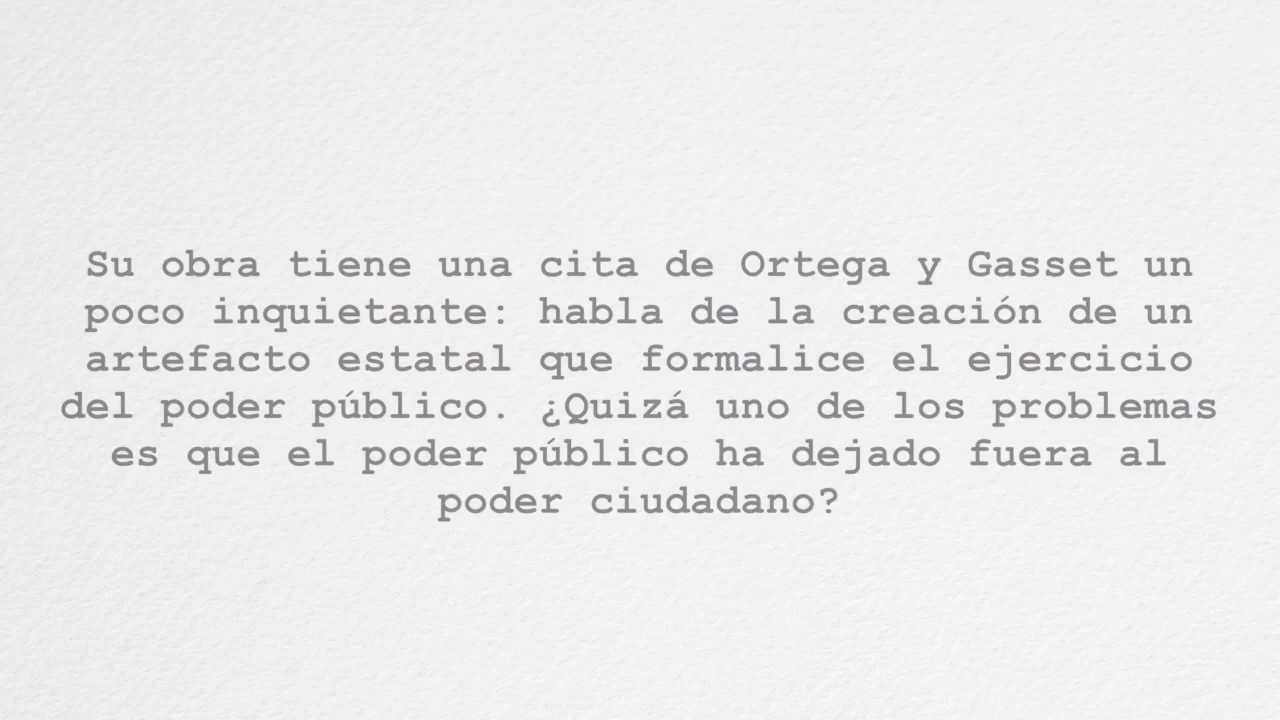 Su obra tiene una cita de Ortega y Gasset un
poco inquietante: habla de la creación de un
artefacto estatal que formalice el ejercicio
del poder público. ¿Quizá uno de los problemas
es que el poder público ha dejado fuera al
poder ciudadano?